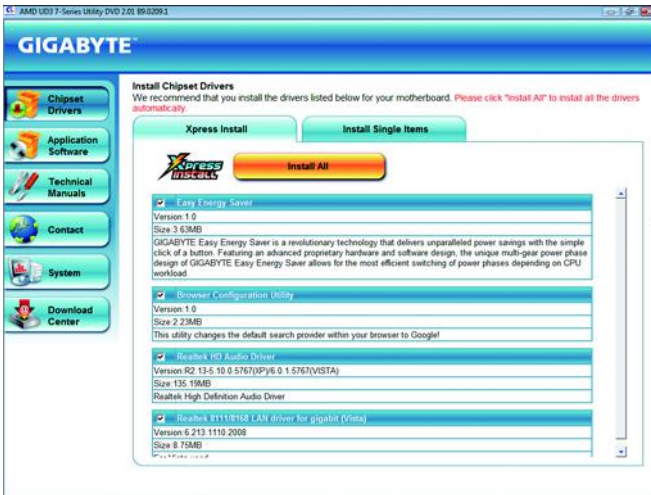 AMD UD3 7-Series Utility DVD 2.01 B9.0209.1
GIGABYTE™
Chipset
Drivers
Application
Software
Technical
Manuals
Contact
System
Download
Center
Install Chipset Drivers
We recommend that you install the drivers listed below for your motherboard. Please click "Install All" to install all the drivers
automatically.
Xpress Install
Install Single Items
Xpress
INSTALL
Install All
Easy Energy Saver
Version:1.0
Size:3.63MB
GIGABYTE Easy Energy Saver is a revolutionary technology that delivers unparalleled power savings with the simple
click of a button. Featuring an advanced proprietary hardware and software design, the unique multi-gear power phase
design of GIGABYTE Easy Energy Saver allows for the most efficient switching of power phases depending on CPU
workload.
Browser Configuration Utility
Version:1.0
Size:2.23MB
This utility changes the default search provider within your browser to Google!
Realtek HD Audio Driver
Version:R2.13-5.10.0.5767(XP)/6.0.1.5767(VISTA)
Size:135.19MB
Realtek High Definition Audio Driver
Realtek 8111/8168 LAN driver for gigabit (Vista)
Version:6.213.1110.2008
Size:8.75MB